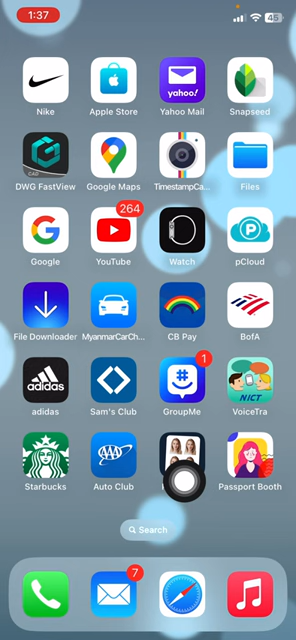 1:37
45
Nike
Apple Store
yahoo!
Yahoo Mail
Snapseed
CAD
DWG FastView
Google Maps
TimestampCa...
Files
Google
264
YouTube
Watch
P
pCloud
File Downloader
MyanmarCarCh...
CB Pay
BofA
adidas
adidas
Sam's Club
1
GroupMe
NICT
VoiceTra
Starbucks
AAA
Auto Club
Passport Booth
Search
7